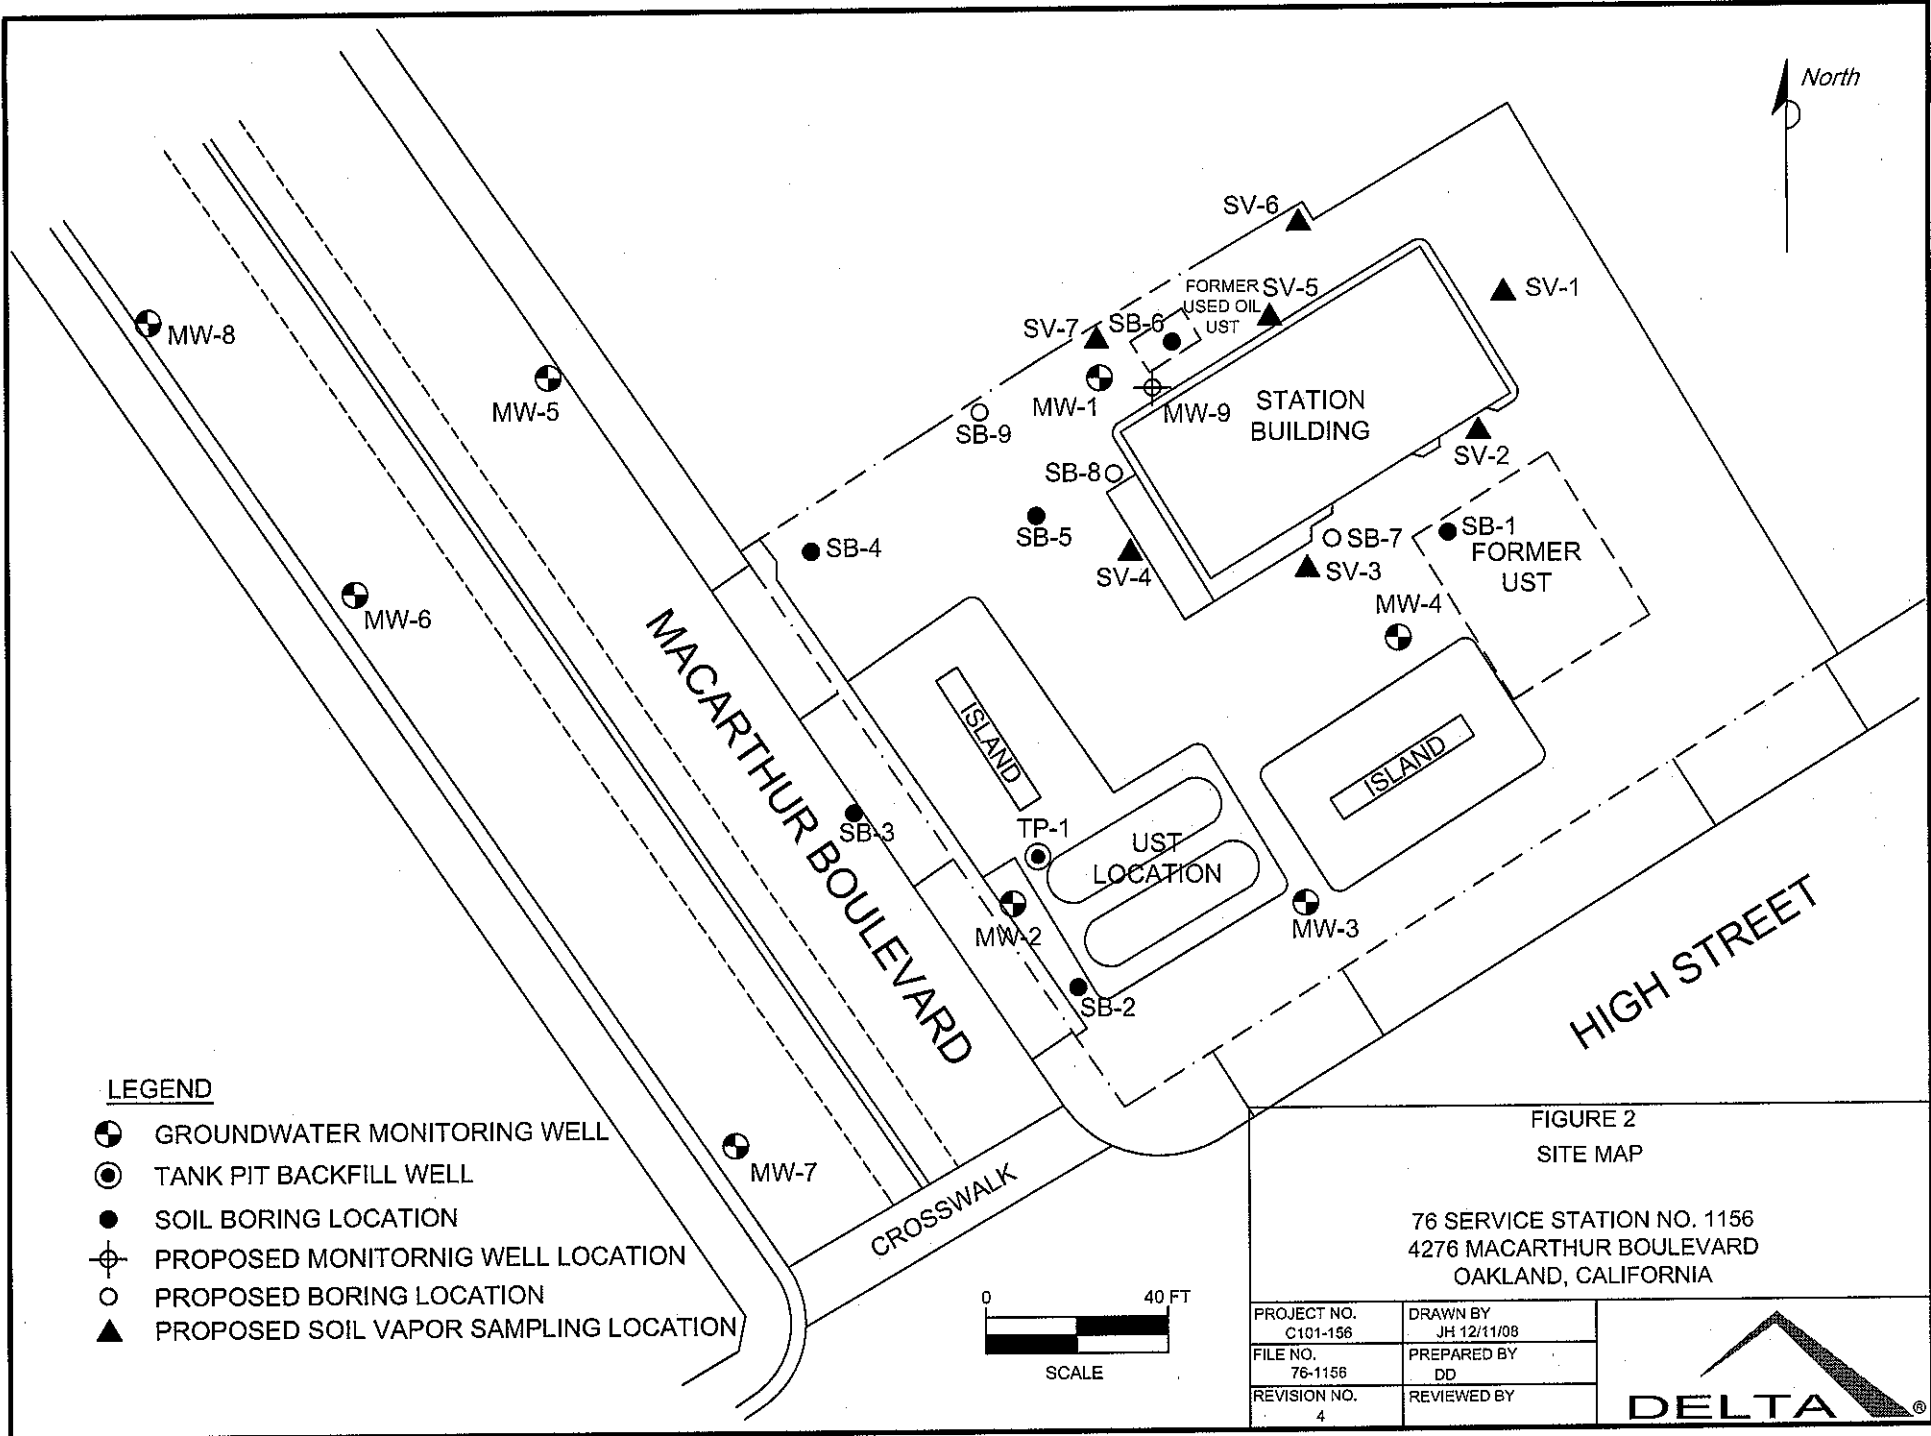 North
SV-6
FORMER
USED OIL
UST
SV-5
SV-1
SV-7
SB-6
MW-8
MW-5
MW-1
MW-9
STATION
BUILDING
SB-9
SV-2
SB-8
SB-5
SB-4
SV-4
SB-7
SV-3
SB-1
FORMER
UST
MW-4
MW-6
MACARTHUR BOULEVARD
ISLAND
ISLAND
SB-3
TP-1
UST
LOCATION
MW-2
MW-3
SB-2
HIGH STREET
MW-7
CROSSWALK
LEGEND
GROUNDWATER MONITORING WELL
TANK PIT BACKFILL WELL
SOIL BORING LOCATION
PROPOSED MONITORNIG WELL LOCATION
PROPOSED BORING LOCATION
PROPOSED SOIL VAPOR SAMPLING LOCATION
0 40 FT
SCALE
FIGURE 2
SITE MAP
76 SERVICE STATION NO. 1156
4276 MACARTHUR BOULEVARD
OAKLAND, CALIFORNIA
PROJECT NO.
C101-156
DRAWN BY
JH 12/11/08
FILE NO.
76-1156
PREPARED BY
DD
REVISION NO.
4
REVIEWED BY
DELTA ®